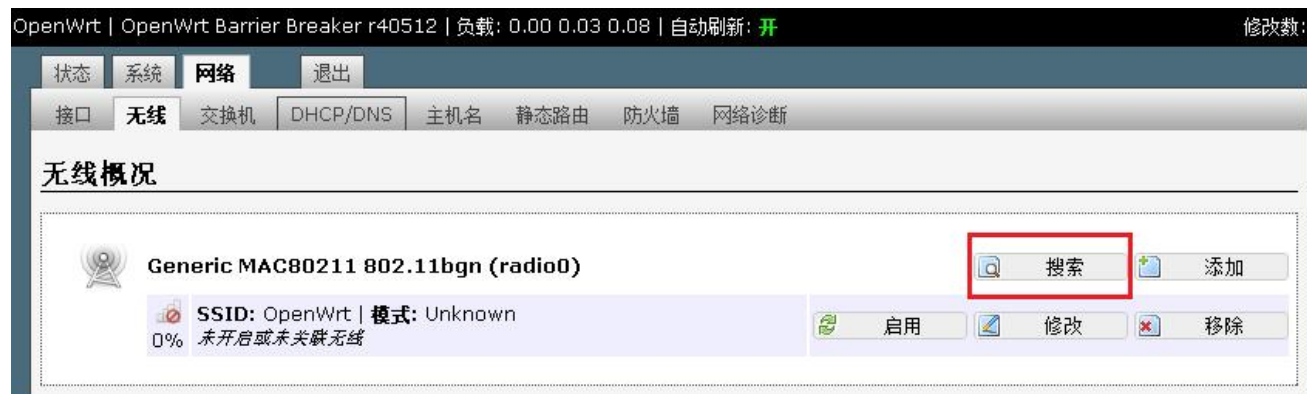 OpenWrt | OpenWrt Barrier Breaker r40512 | 负载: 0.00 0.03 0.08 | 自动刷新: 开 修改数:
状态 系统 网络 退出
接口 无线 交换机 DHCP/DNS 主机名 静态路由 防火墙 网络诊断
无线概况
Generic MAC80211 802.11bgn (radio0) 搜索 添加
SSID: OpenWrt | 模式: Unknown
0% 未开启或未关联无线 启用 修改 移除